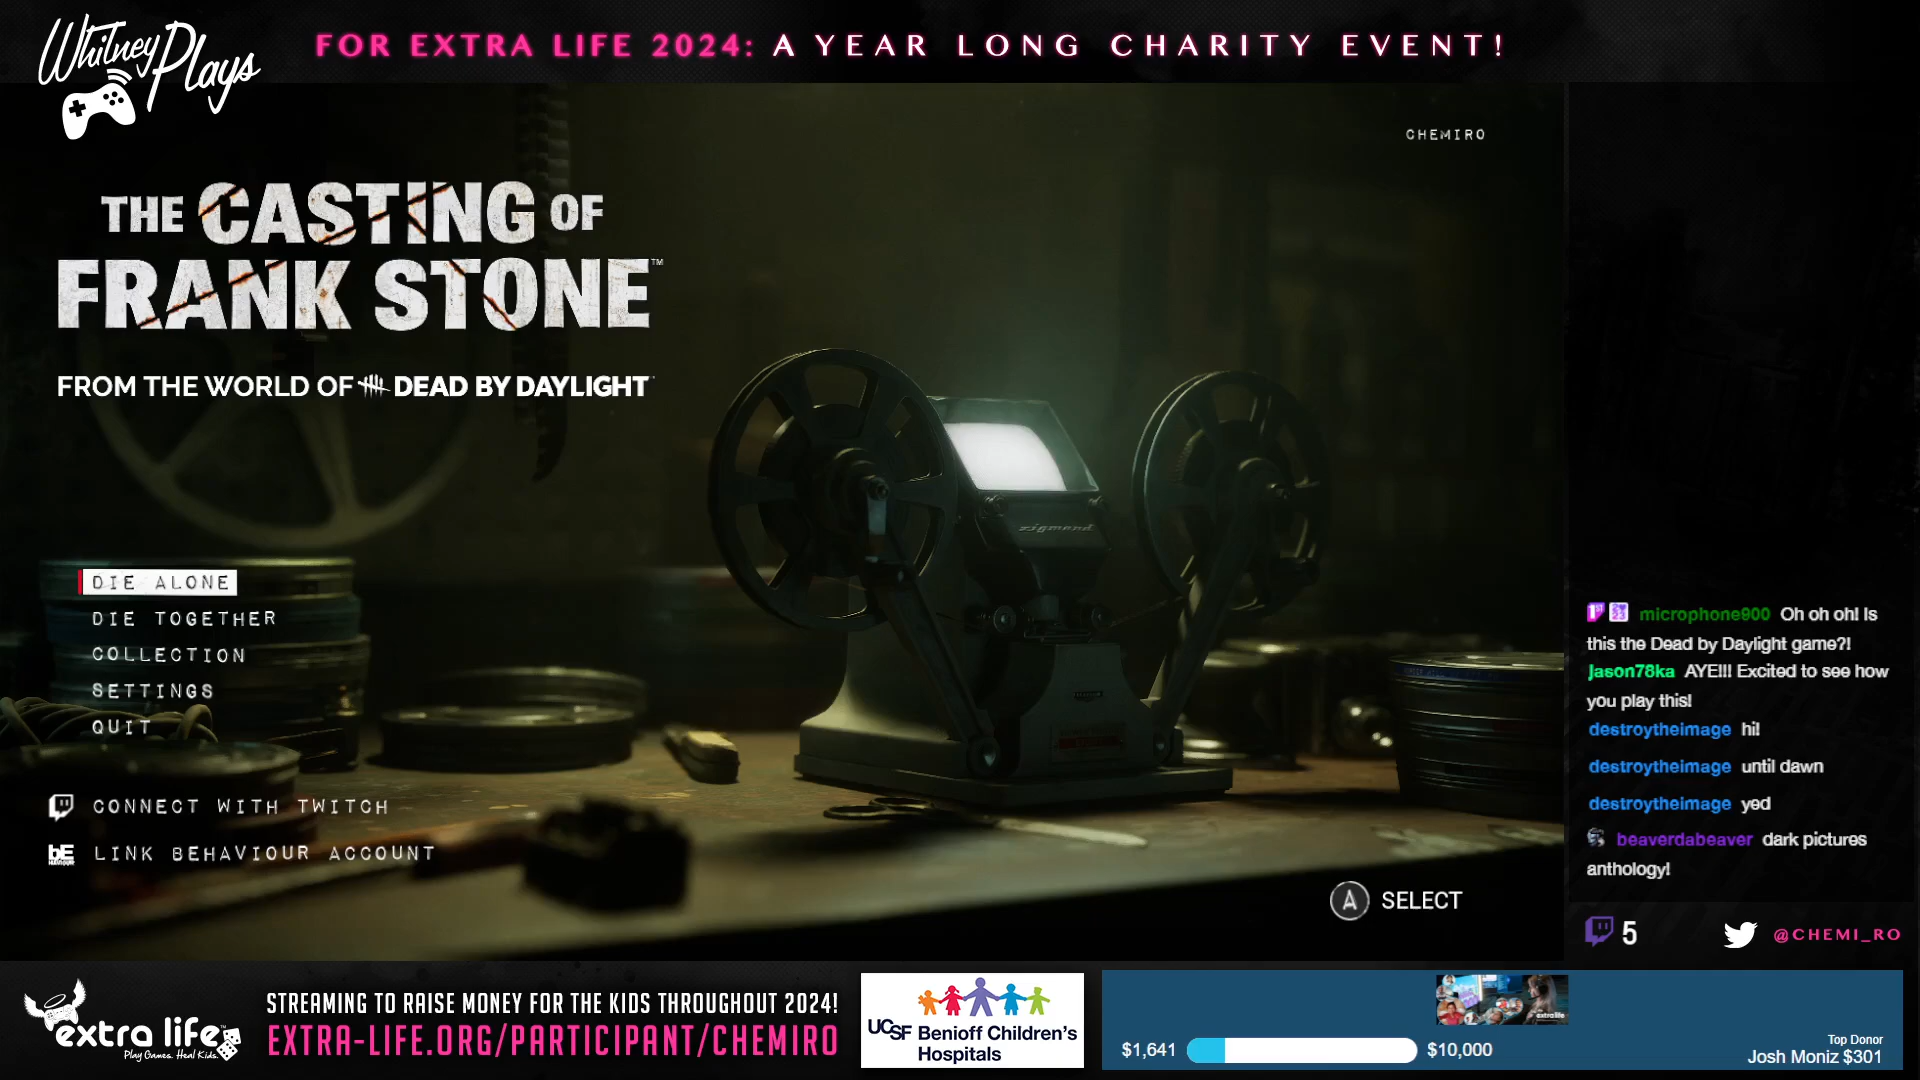 Whitney Plays
FOR EXTRA LIFE 2024: A YEAR LONG CHARITY EVENT!
CHEMIRO
THE CASTING OF
FRANK STONE™
FROM THE WORLD OF DEAD BY DAYLIGHT
zigmond
DIE ALONE
DIE TOGETHER
COLLECTION
SETTINGS
QUIT
CONNECT WITH TWITCH
bE LINK BEHAVIOUR ACCOUNT
A SELECT
microphone900 Oh oh oh! Is
this the Dead by Daylight game?!
Jason78ka AYE!!! Excited to see how
you play this!
destroytheimage hi!
destroytheimage until dawn
destroytheimage yed
beaverdabeaver dark pictures
anthology!
5
@CHEMI_RO
extra life
Play Games. Heal Kids.
STREAMING TO RAISE MONEY FOR THE KIDS THROUGHOUT 2024!
EXTRA-LIFE.ORG/PARTICIPANT/CHEMIRO
UCSF Benioff Children's
Hospitals
$1,641 $10,000
Top Donor
Josh Moniz $301